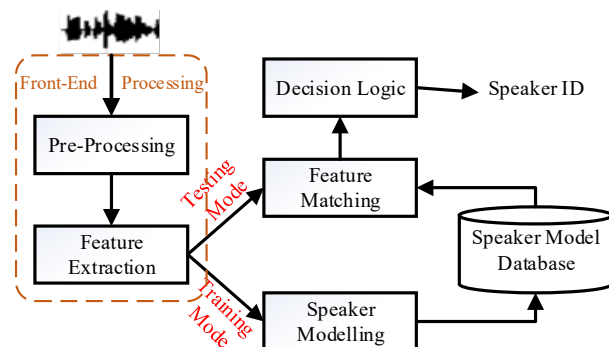 Front-End Processing
Pre-Processing
Feature
Extraction
Testing
Mode
Training
Mode
Decision Logic
Speaker ID
Feature
Matching
Speaker Model
Database
Speaker
Modelling